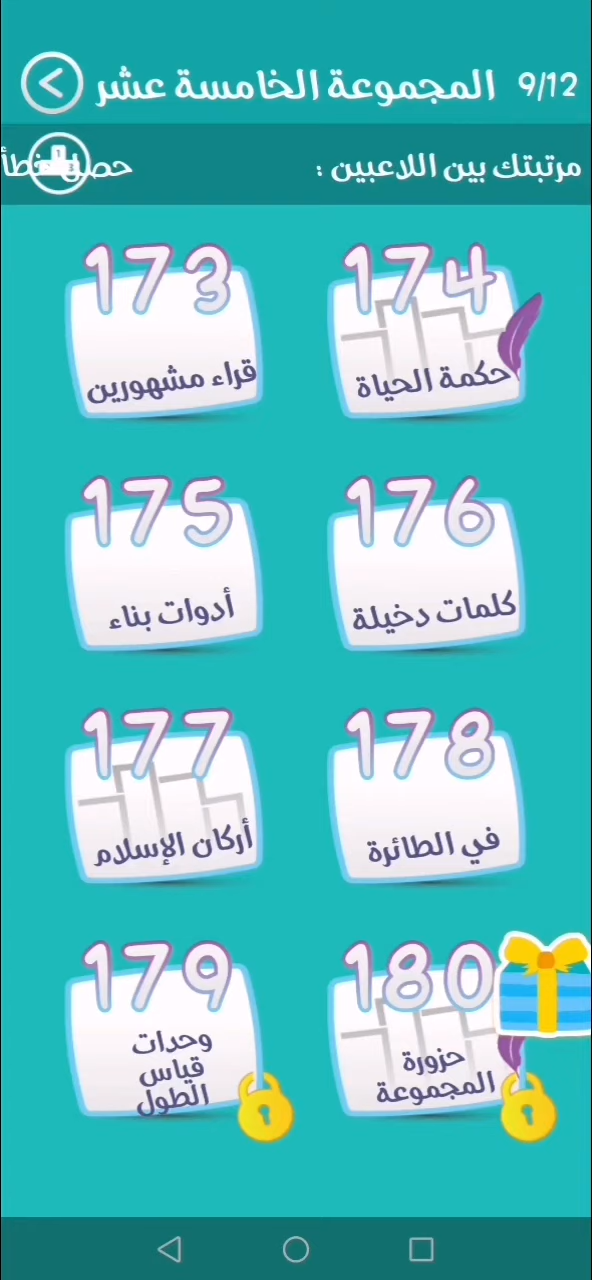 9/12 المجموعة الخامسة عشر
مرتبتك بين اللاعبين :
174
حكمة الحياة
173
قراء مشهورين
176
كلمات دخيلة
175
أدوات بناء
178
في الطائرة
177
أركان الإسلام
180
حزورة
المجموعة
179
وحدات
قياس
الطول